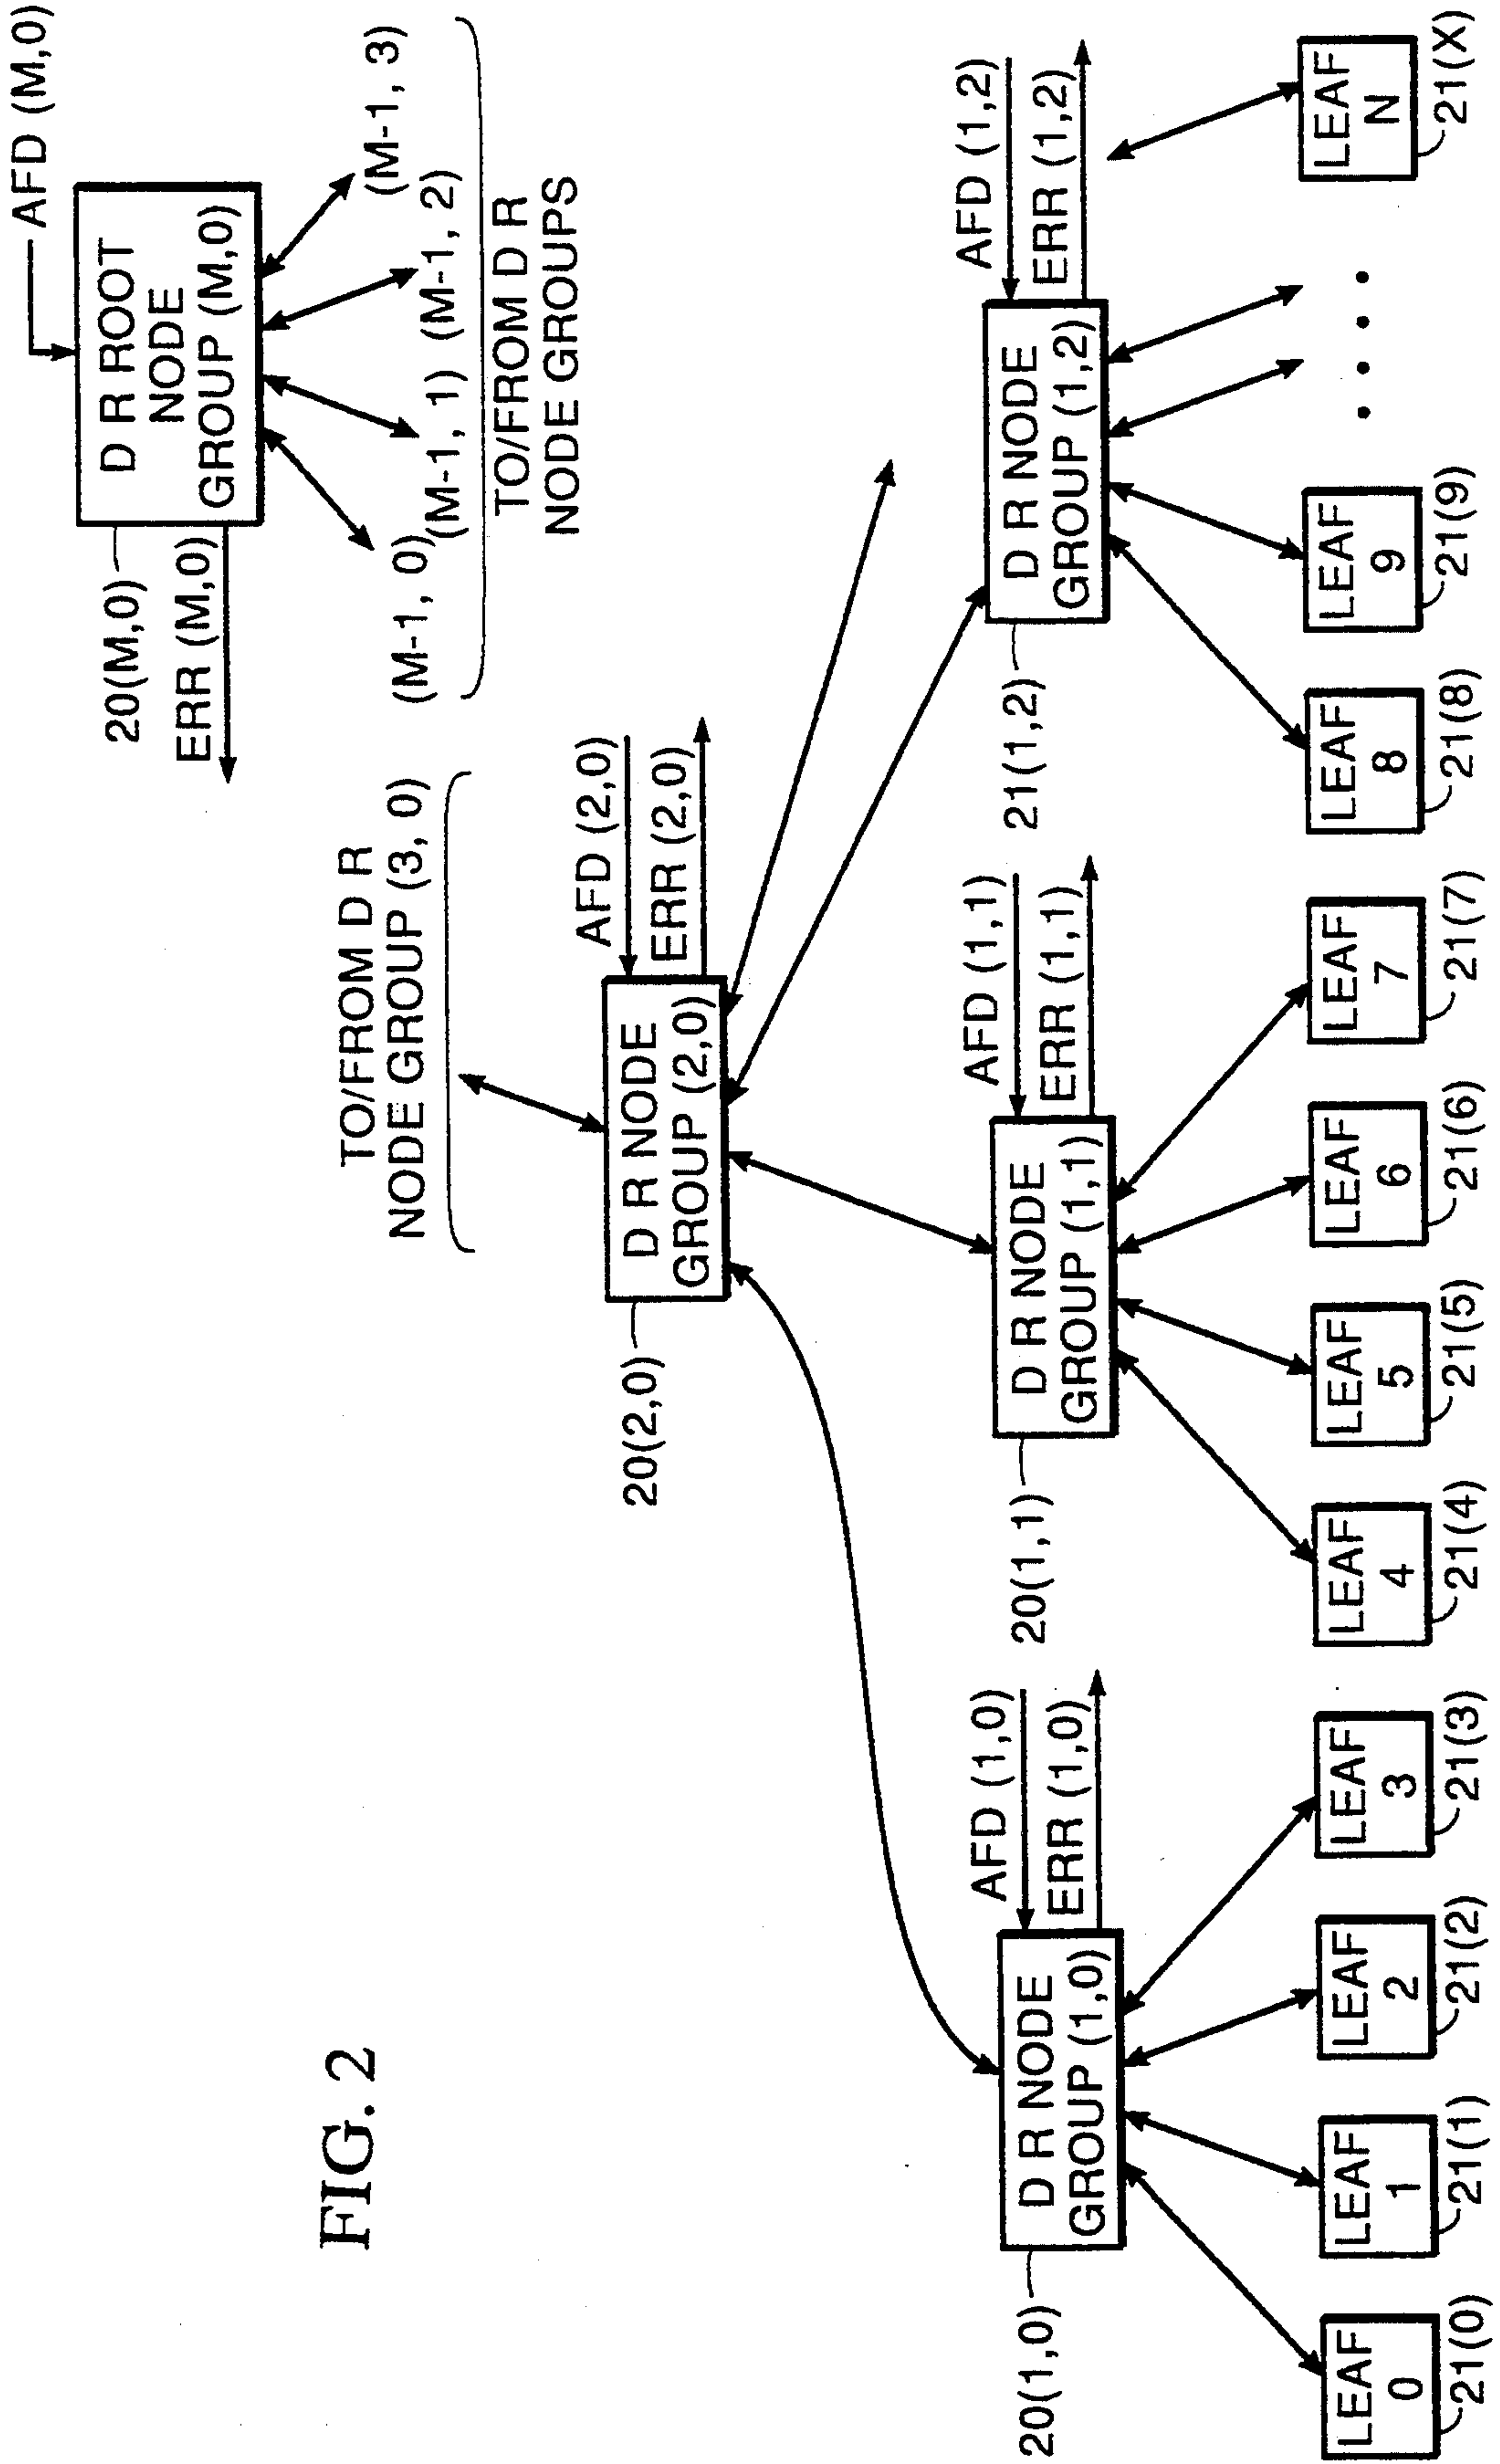 FIG. 2
AFD (M,0)
D R ROOT
NODE
GROUP (M,0)
20(M,0)
ERR (M,0)
(M-1, 0)
(M-1, 1)
(M-1, 2)
(M-1, 3)
TO/FROM D R
NODE GROUPS
TO/FROM D R
NODE GROUP (3, 0)
AFD (2,0)
ERR (2,0)
D R NODE
GROUP (2,0)
20(2,0)
AFD (1,0)
ERR (1,0)
D R NODE
GROUP (1,0)
20(1,0)
AFD (1,1)
ERR (1,1)
D R NODE
GROUP (1,1)
20(1,1)
AFD (1,2)
ERR (1,2)
D R NODE
GROUP (1,2)
21(1,2)
LEAF
0
21(0)
LEAF
1
21(1)
LEAF
2
21(2)
LEAF
3
21(3)
LEAF
4
21(4)
LEAF
5
21(5)
LEAF
6
21(6)
LEAF
7
21(7)
LEAF
8
21(8)
LEAF
9
21(9)
• • • •
LEAF
N
21(X)